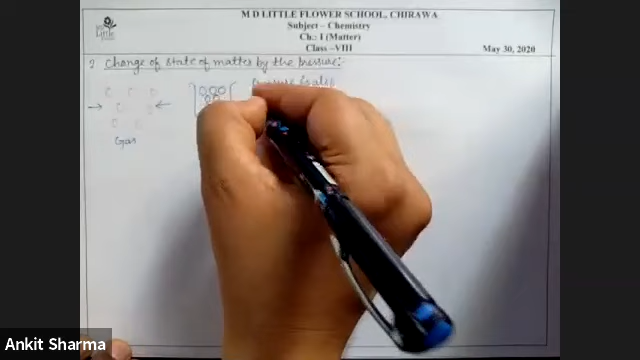 M D LITTLE FLOWER SCHOOL, CHIRAWA
Subject – Chemistry
Ch.: I (Matter)
Class –VIII
May 30, 2020
2 Change of state of matter by the pressure:-
Gas
Ankit Sharma